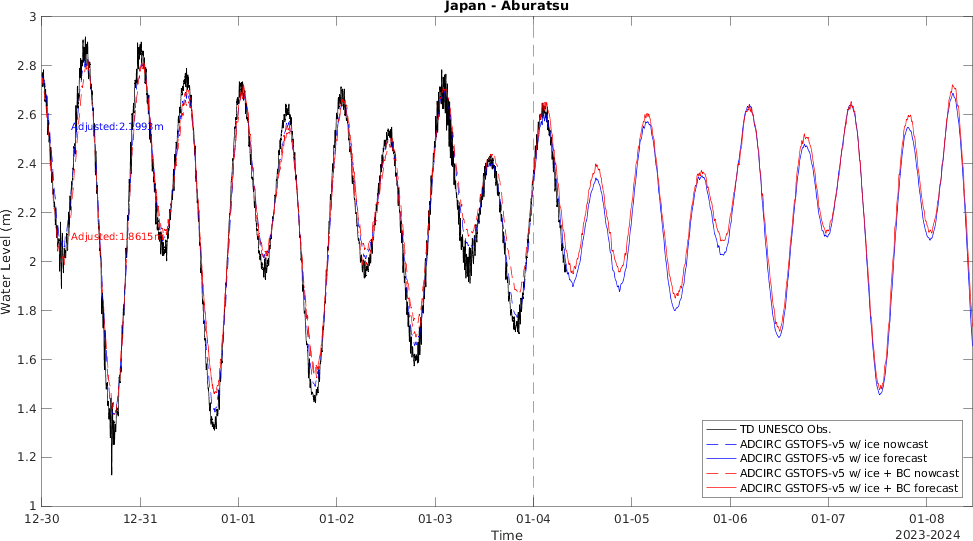 Japan - Aburatsu
3
2.8
2.6
2.4
2.2
2
1.8
1.6
1.4
1.2
1
Water Level (m)
Adjusted:2.1993m
Adjusted:1.8615m
TD UNESCO Obs.
ADCIRC GSTOFS-v5 w/ ice nowcast
ADCIRC GSTOFS-v5 w/ ice forecast
ADCIRC GSTOFS-v5 w/ ice + BC nowcast
ADCIRC GSTOFS-v5 w/ ice + BC forecast
12-30 12-31 01-01 01-02 01-03 01-04 01-05 01-06 01-07 01-08
Time
2023-2024